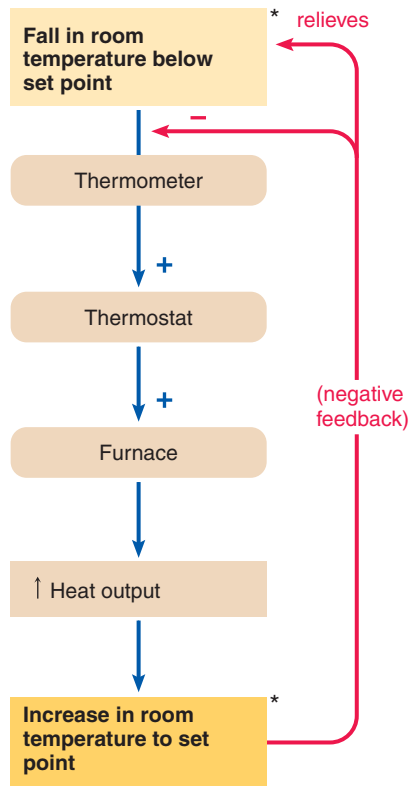 * relieves
Fall in room
temperature below
set point
–
Thermometer
+
Thermostat
+
(negative
feedback)
Furnace
↑ Heat output
*
Increase in room
temperature to set
point